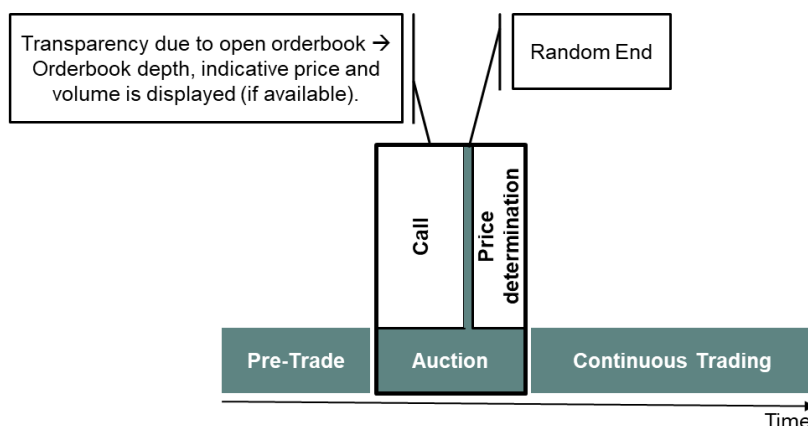 Transparency due to open orderbook →
Orderbook depth, indicative price and
volume is displayed (if available).
Random End
Call
Price
determination
Pre-Trade
Auction
Continuous Trading
Time